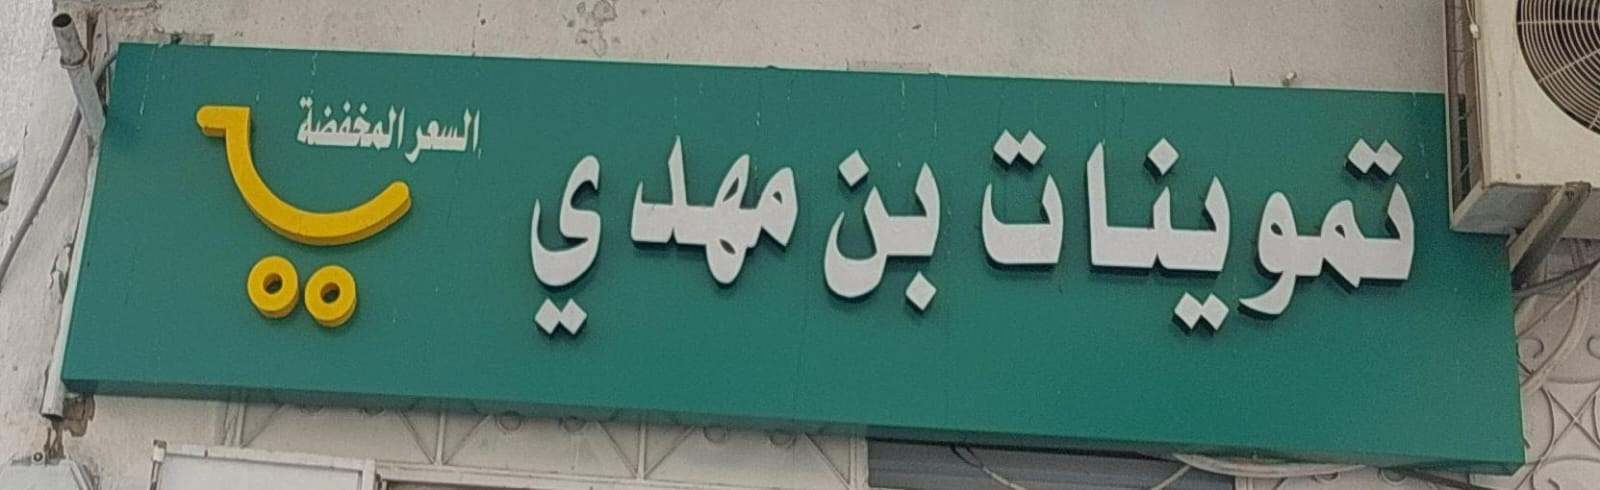 تموينات بن مهدي
السعر المخفضة